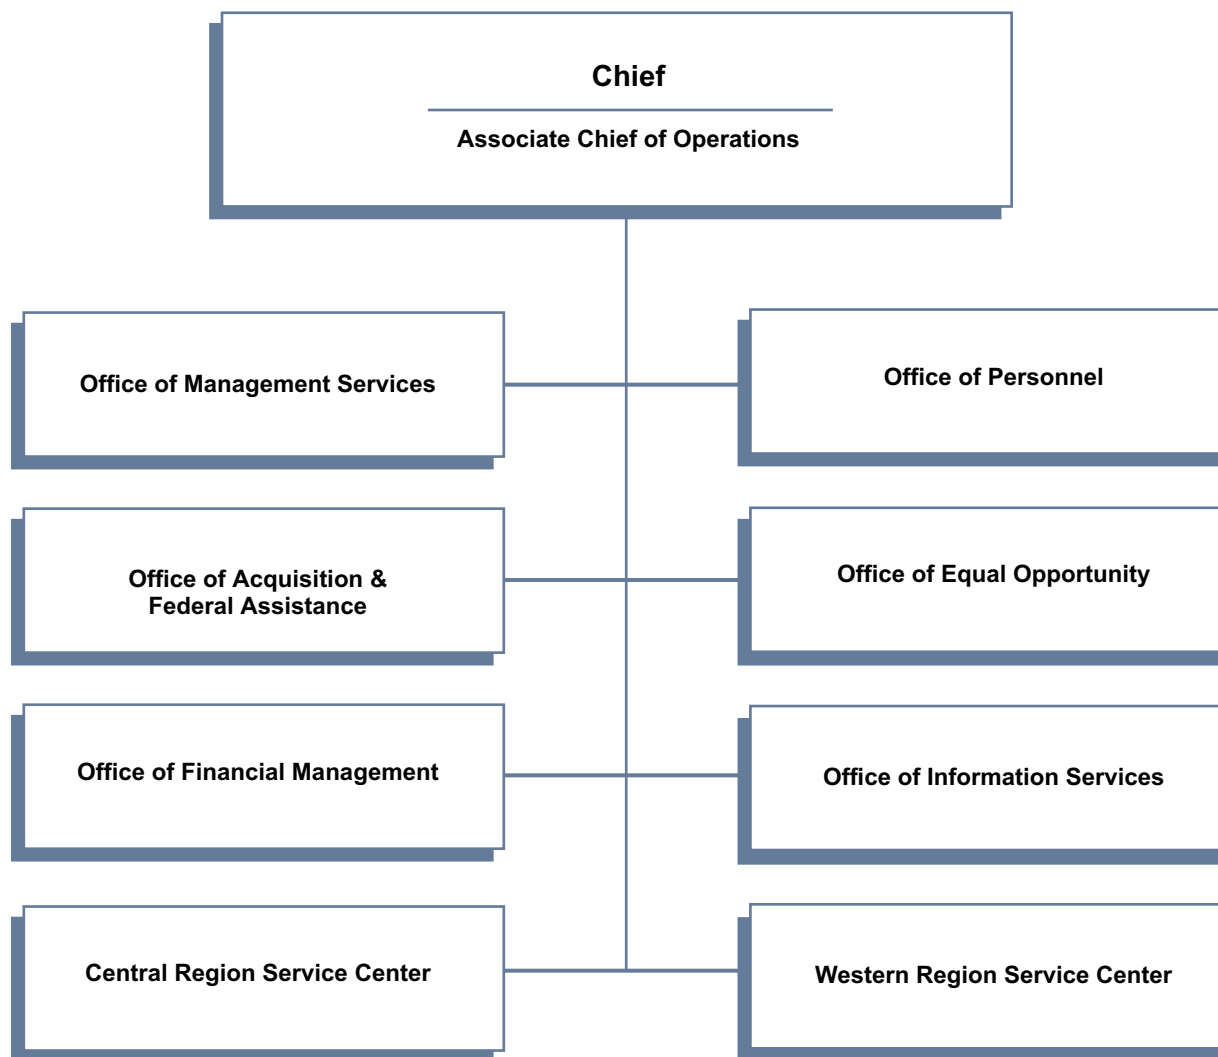 Chief
Associate Chief of Operations
Office of Management Services
Office of Personnel
Office of Acquisition &
Federal Assistance
Office of Equal Opportunity
Office of Financial Management
Office of Information Services
Central Region Service Center
Western Region Service Center